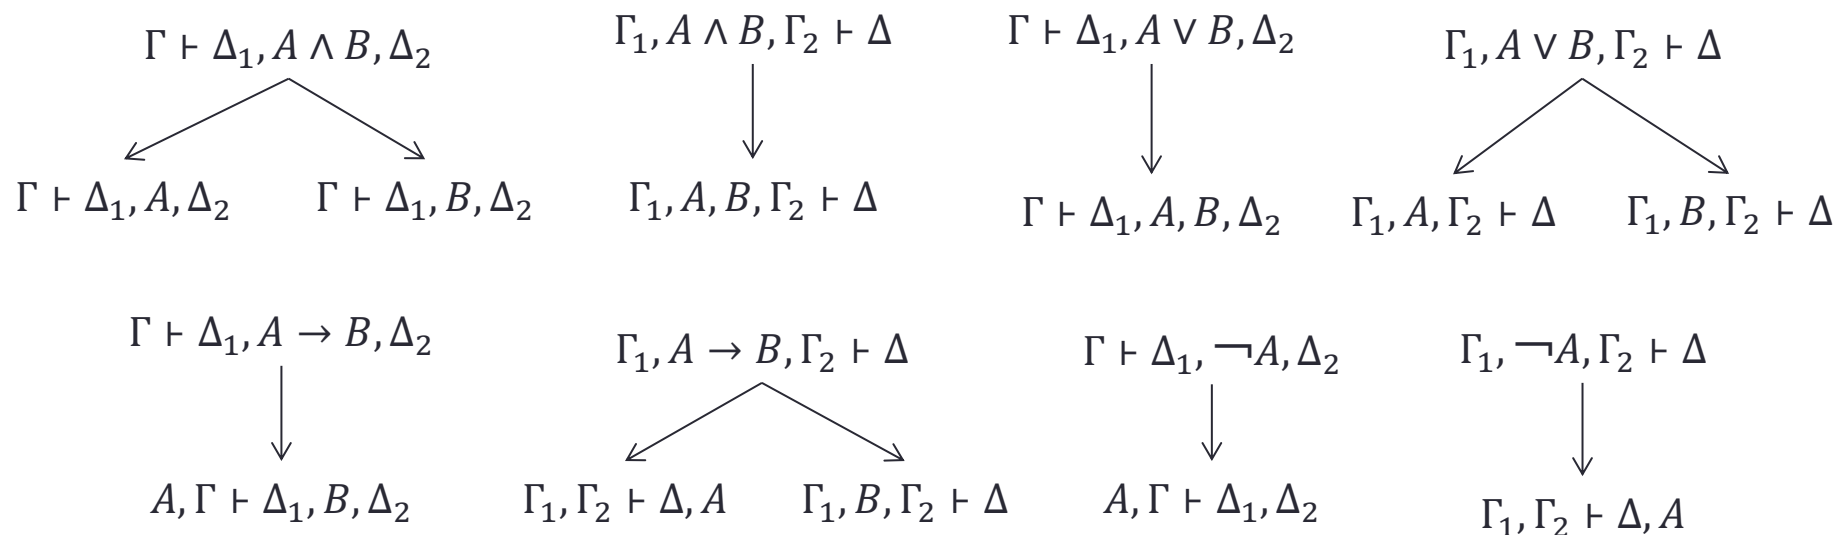 Γ ⊢ Δ₁, A ∧ B, Δ₂
Γ₁, A ∧ B, Γ₂ ⊢ Δ
Γ ⊢ Δ₁, A ∨ B, Δ₂
Γ₁, A ∨ B, Γ₂ ⊢ Δ
Γ ⊢ Δ₁, A, Δ₂
Γ ⊢ Δ₁, B, Δ₂
Γ₁, A, B, Γ₂ ⊢ Δ
Γ ⊢ Δ₁, A, B, Δ₂
Γ₁, A, Γ₂ ⊢ Δ
Γ₁, B, Γ₂ ⊢ Δ
Γ ⊢ Δ₁, A → B, Δ₂
Γ₁, A → B, Γ₂ ⊢ Δ
Γ ⊢ Δ₁, ¬A, Δ₂
Γ₁, ¬A, Γ₂ ⊢ Δ
A, Γ ⊢ Δ₁, B, Δ₂
Γ₁, Γ₂ ⊢ Δ, A
Γ₁, B, Γ₂ ⊢ Δ
A, Γ ⊢ Δ₁, Δ₂
Γ₁, Γ₂ ⊢ Δ, A